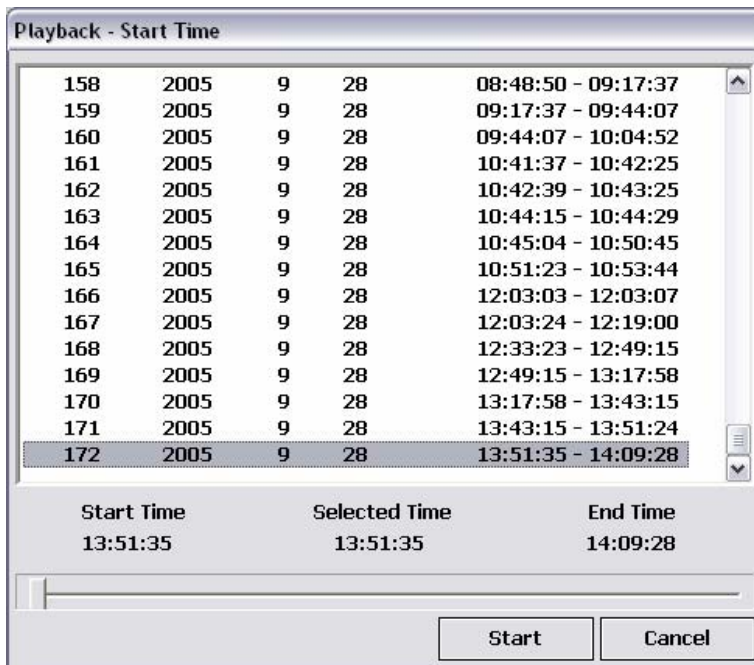 Playback - Start Time
158 2005 9 28 08:48:50 - 09:17:37
159 2005 9 28 09:17:37 - 09:44:07
160 2005 9 28 09:44:07 - 10:04:52
161 2005 9 28 10:41:37 - 10:42:25
162 2005 9 28 10:42:39 - 10:43:25
163 2005 9 28 10:44:15 - 10:44:29
164 2005 9 28 10:45:04 - 10:50:45
165 2005 9 28 10:51:23 - 10:53:44
166 2005 9 28 12:03:03 - 12:03:07
167 2005 9 28 12:03:24 - 12:19:00
168 2005 9 28 12:33:23 - 12:49:15
169 2005 9 28 12:49:15 - 13:17:58
170 2005 9 28 13:17:58 - 13:43:15
171 2005 9 28 13:43:15 - 13:51:24
172 2005 9 28 13:51:35 - 14:09:28
Start Time Selected Time End Time
13:51:35 13:51:35 14:09:28
Start Cancel